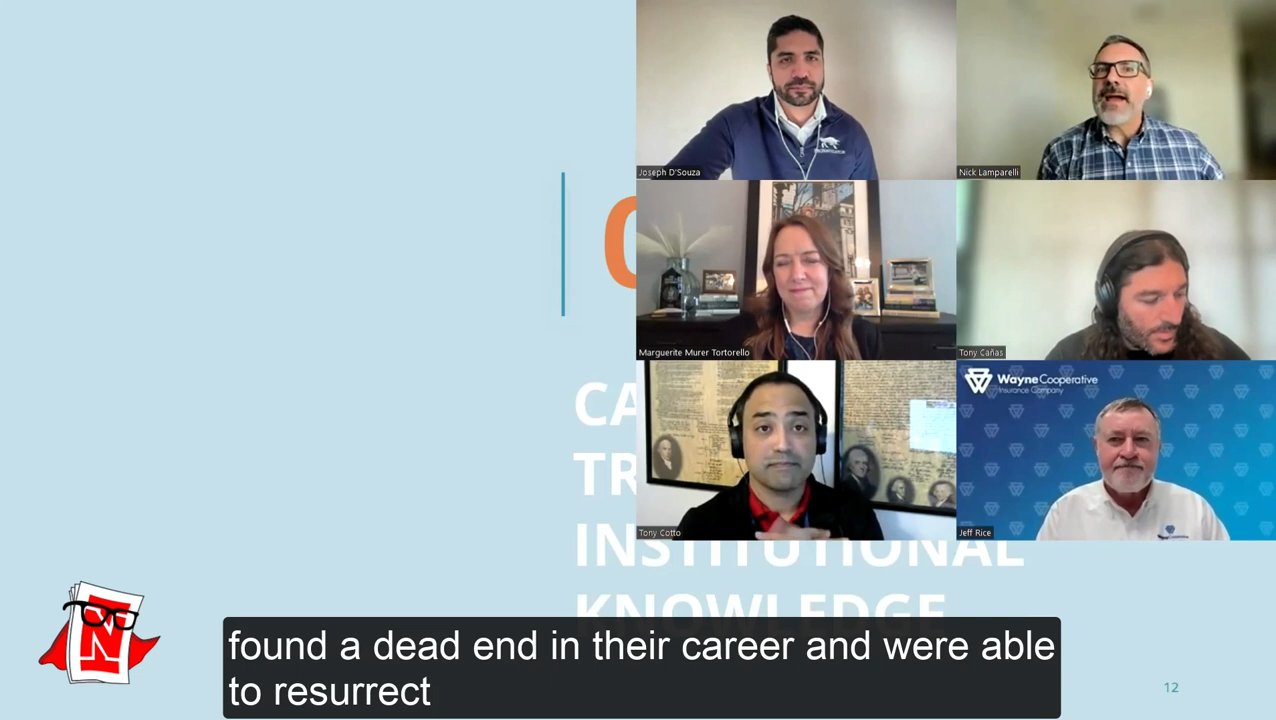 Joseph D'Souza
Nick Lamparelli
Marguerite Murer Tortorello
Tony Cañas
Wayne Cooperative
Insurance Company
Tony Cotto
Jeff Rice
INSTITUTIONAL
KNOWLEDGE
found a dead end in their career and were able
to resurrect
N
12